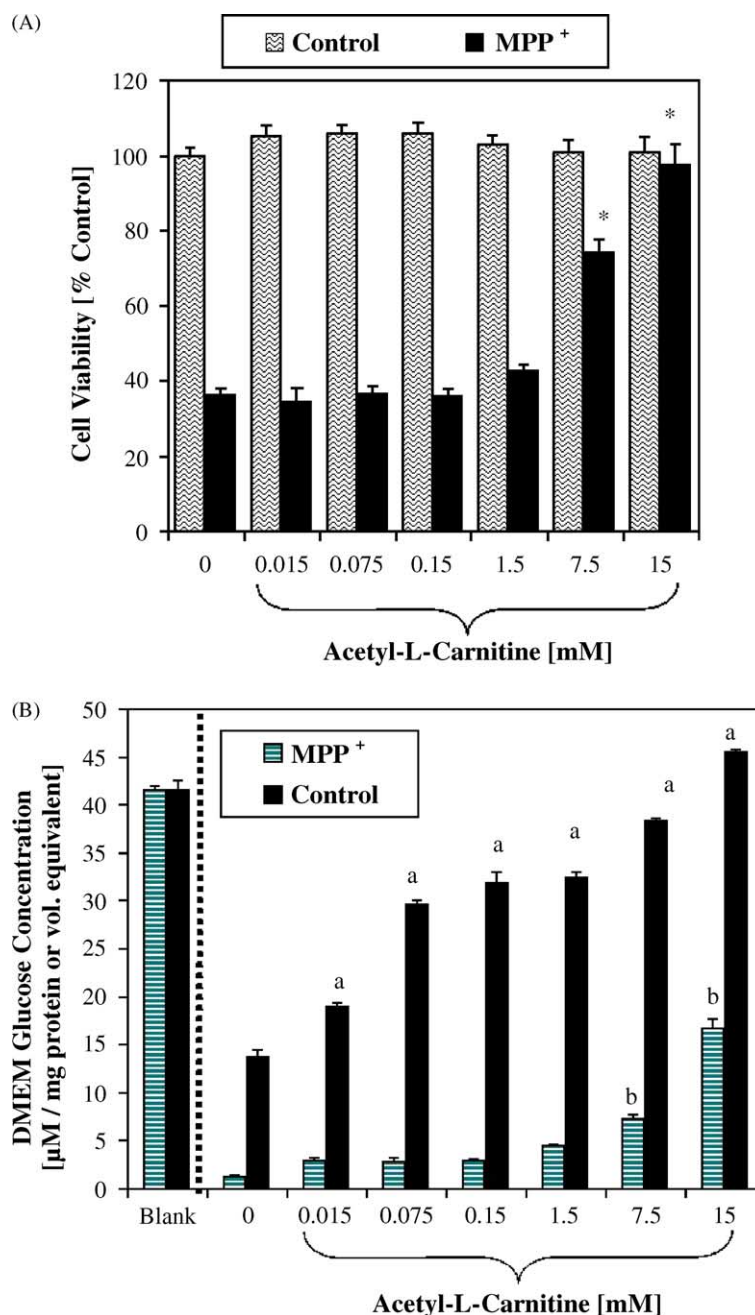 (A)
Control MPP +
120
100
80
60
40
20
0
Cell Viability [% Control]
*
*
0 0.015 0.075 0.15 1.5 7.5 15
Acetyl-L-Carnitine [mM]
(B)
50
45
40
35
30
25
20
15
10
5
0
DMEM Glucose Concentration
[µM / mg protein or vol. equivalent]
MPP +
Control
a
a
a
a
a
a
b
b
Blank 0 0.015 0.075 0.15 1.5 7.5 15
Acetyl-L-Carnitine [mM]